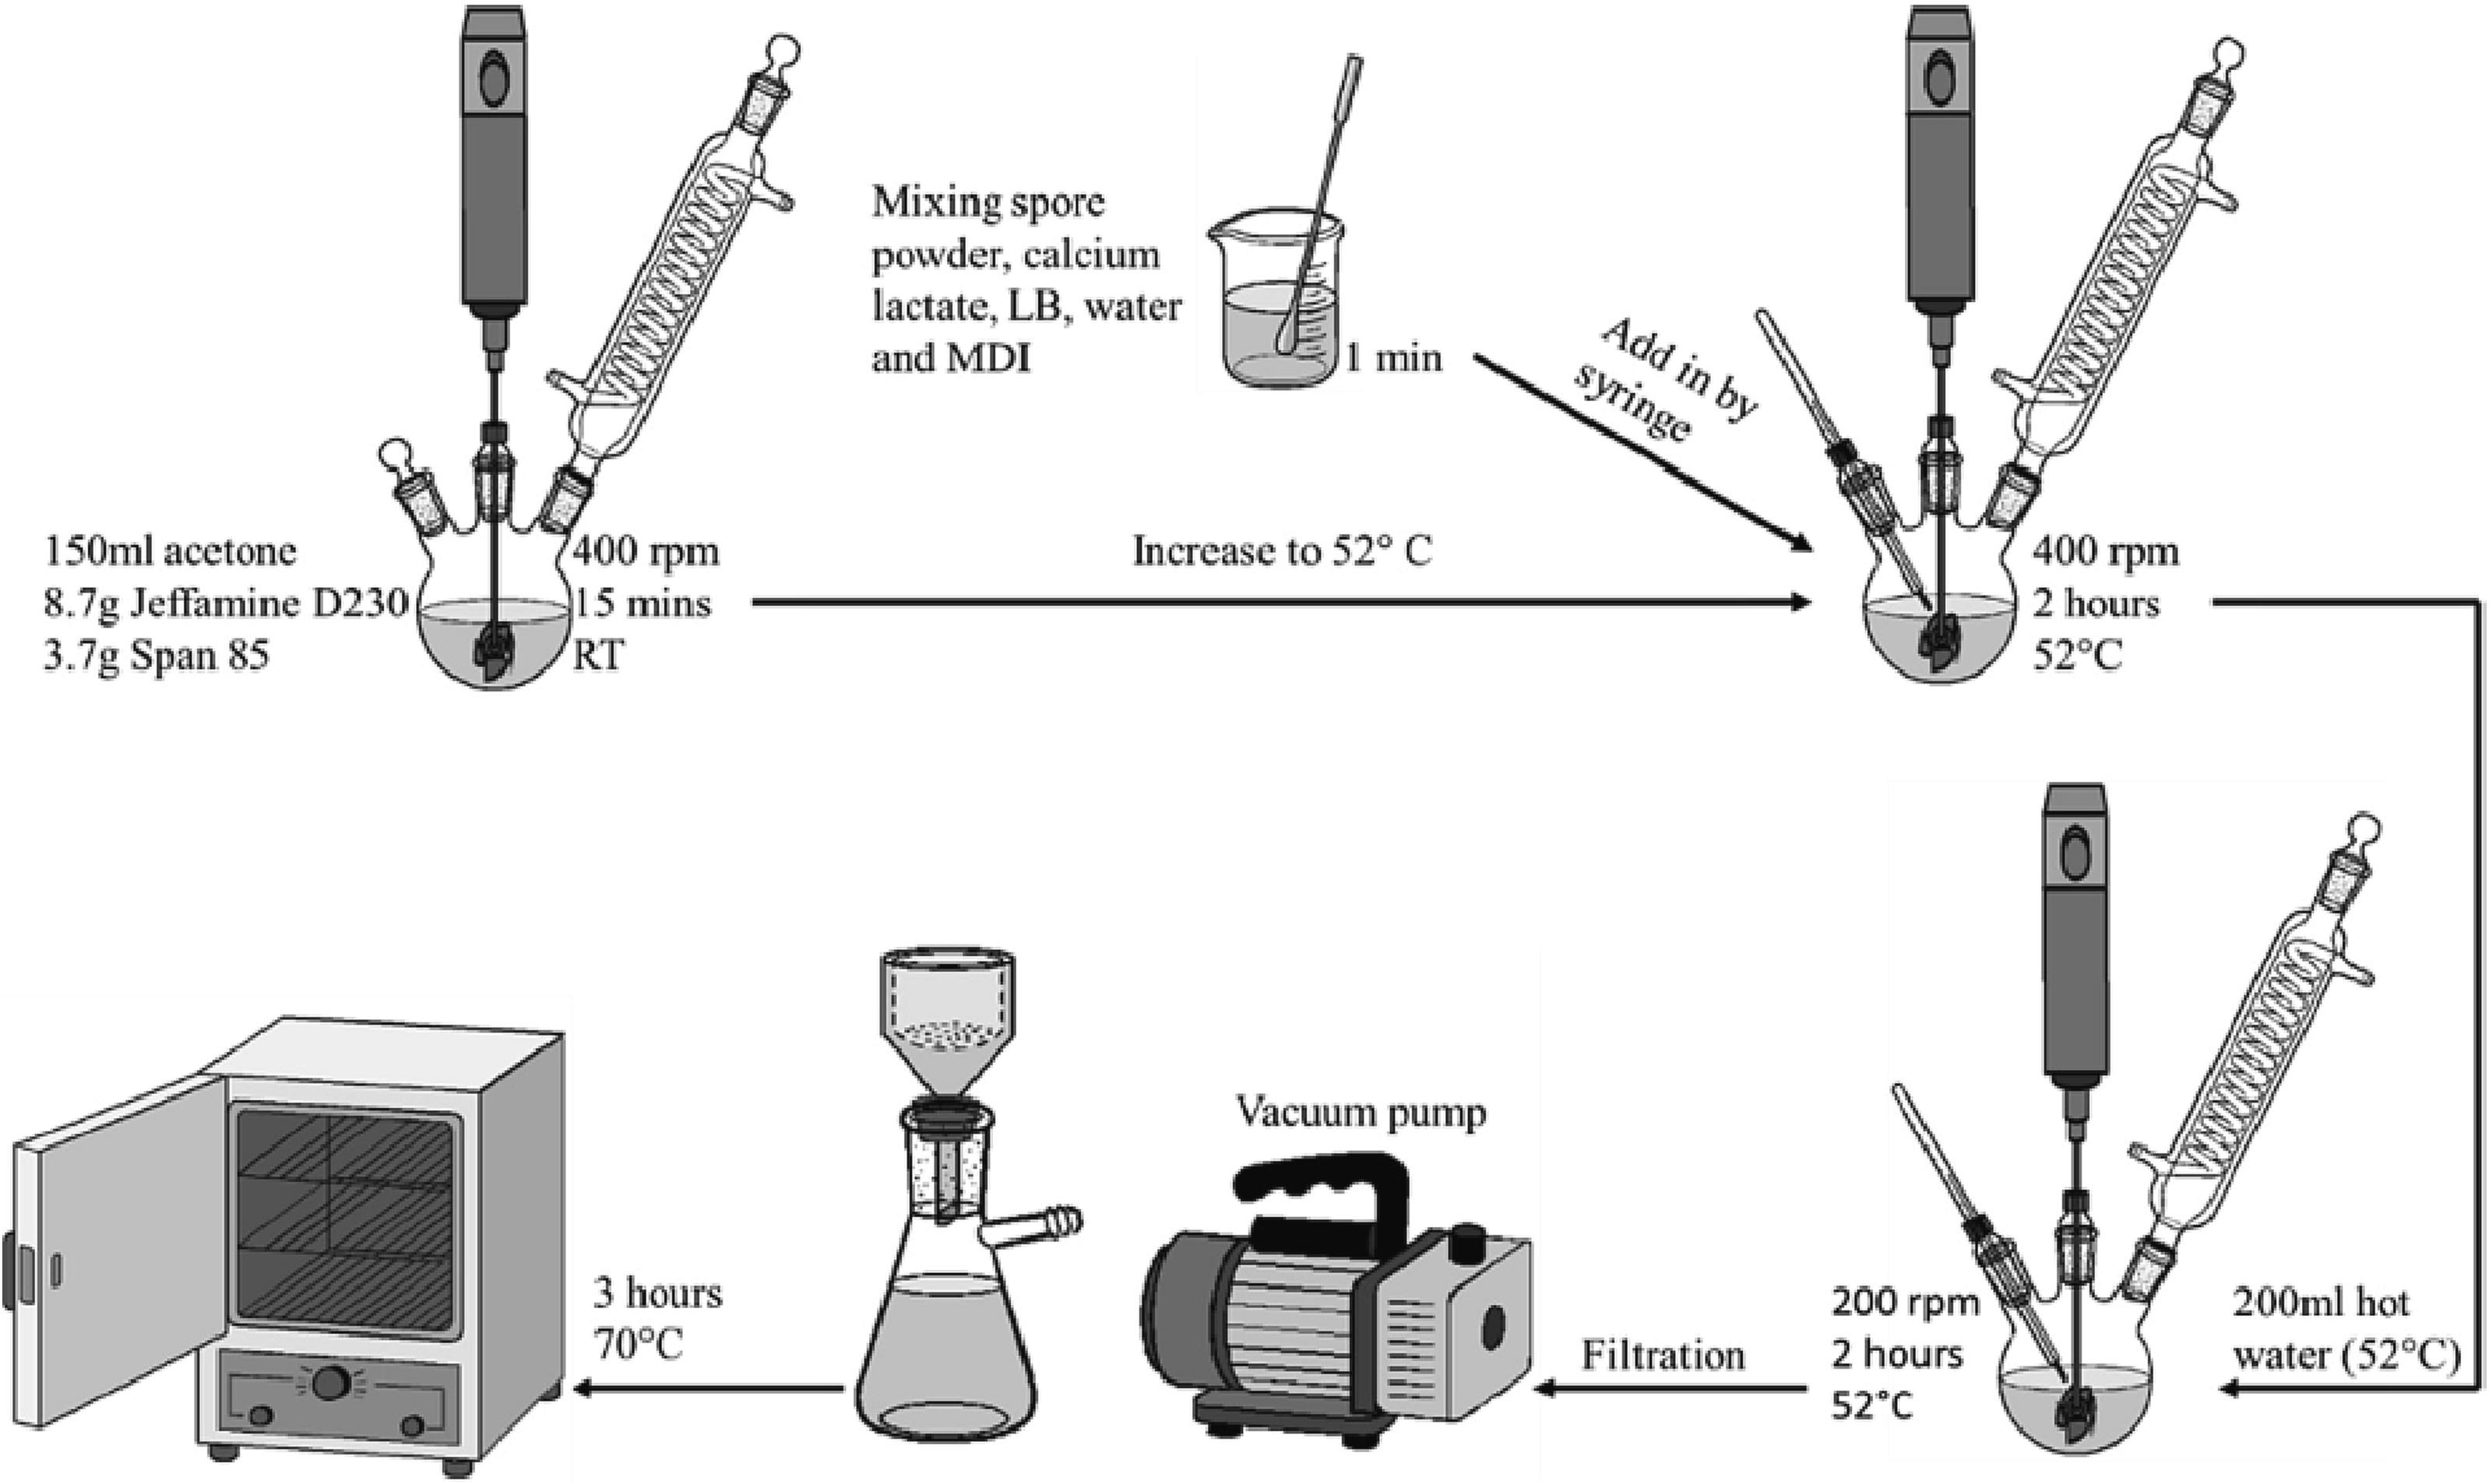 150ml acetone
8.7g Jeffamine D230
3.7g Span 85
400 rpm
15 mins
RT
Mixing spore
powder, calcium
lactate, LB, water
and MDI
1 min
Add in by
syringe
Increase to 52° C
400 rpm
2 hours
52°C
200ml hot
water (52°C)
200 rpm
2 hours
52°C
Filtration
Vacuum pump
3 hours
70°C